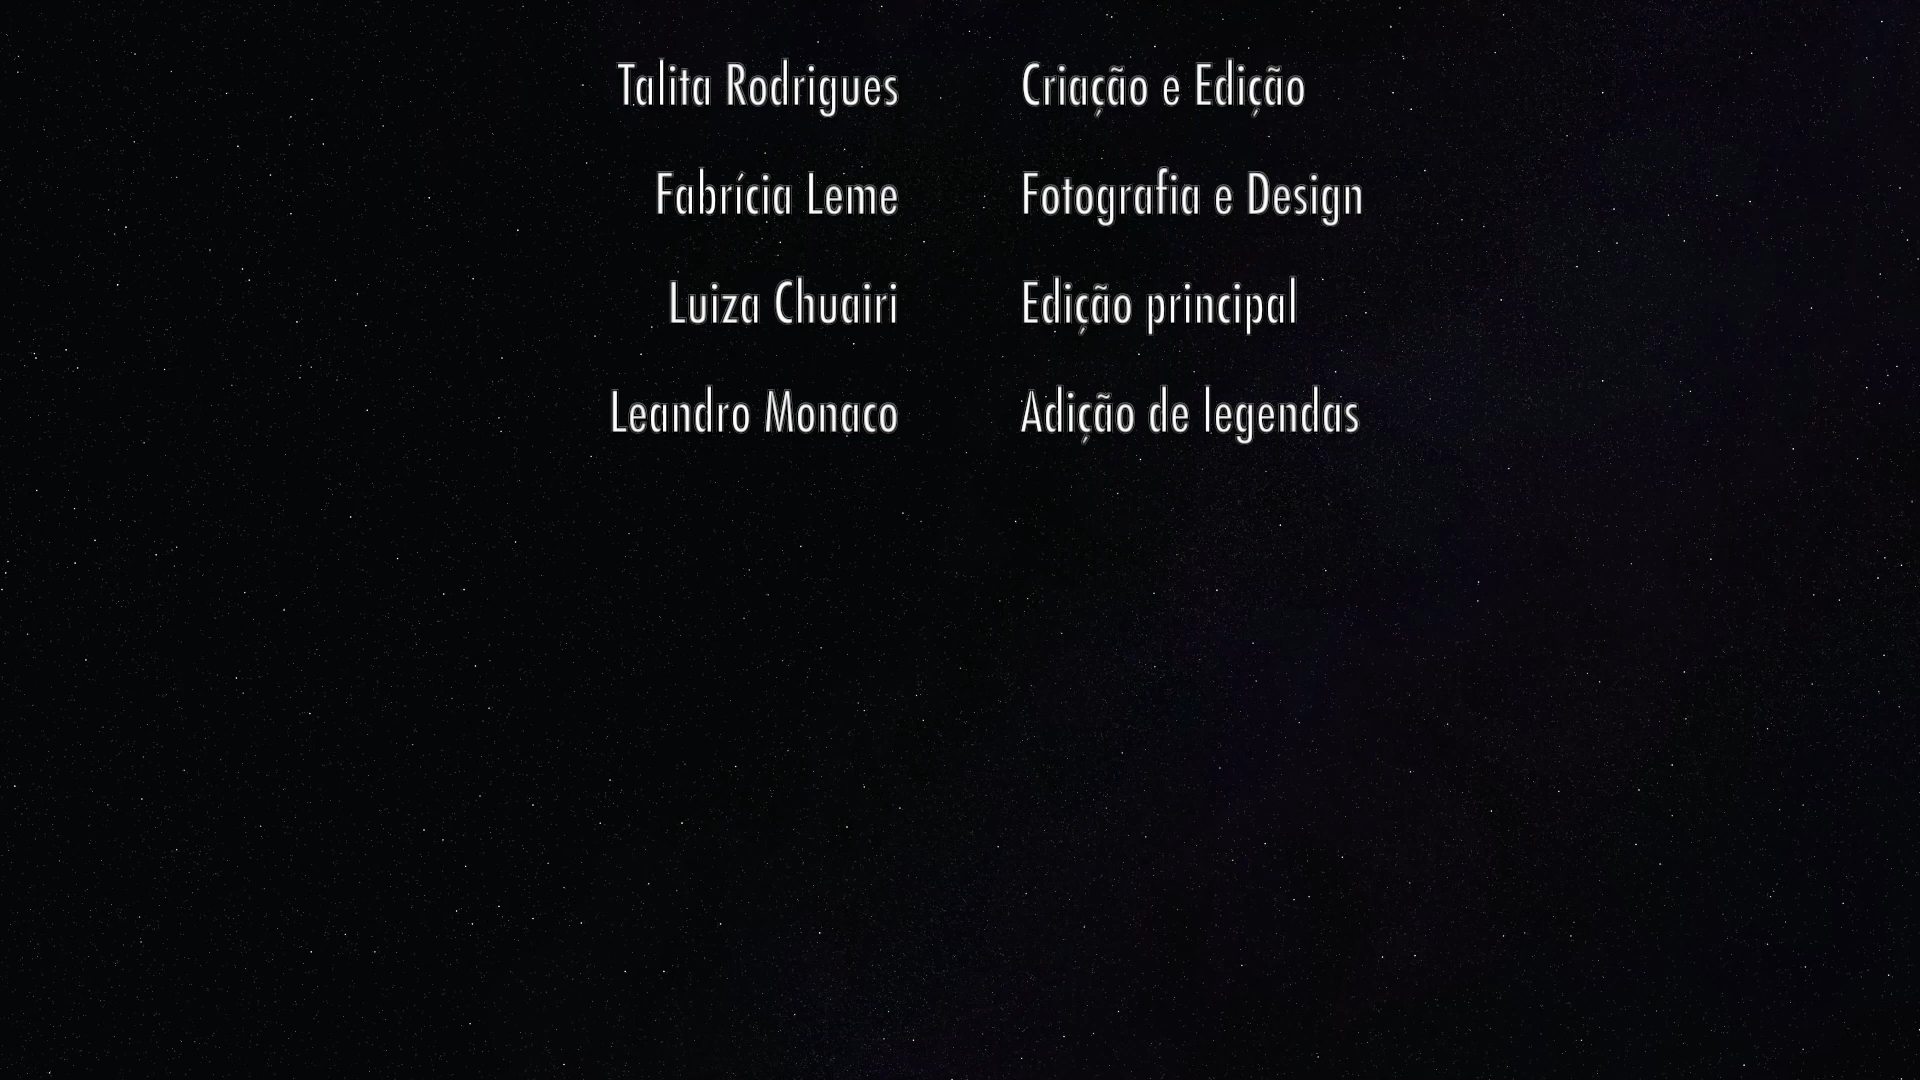 Talita Rodrigues Criação e Edição
Fabrícia Leme Fotografia e Design
Luiza Chuairi Edição principal
Leandro Monaco Adição de legendas